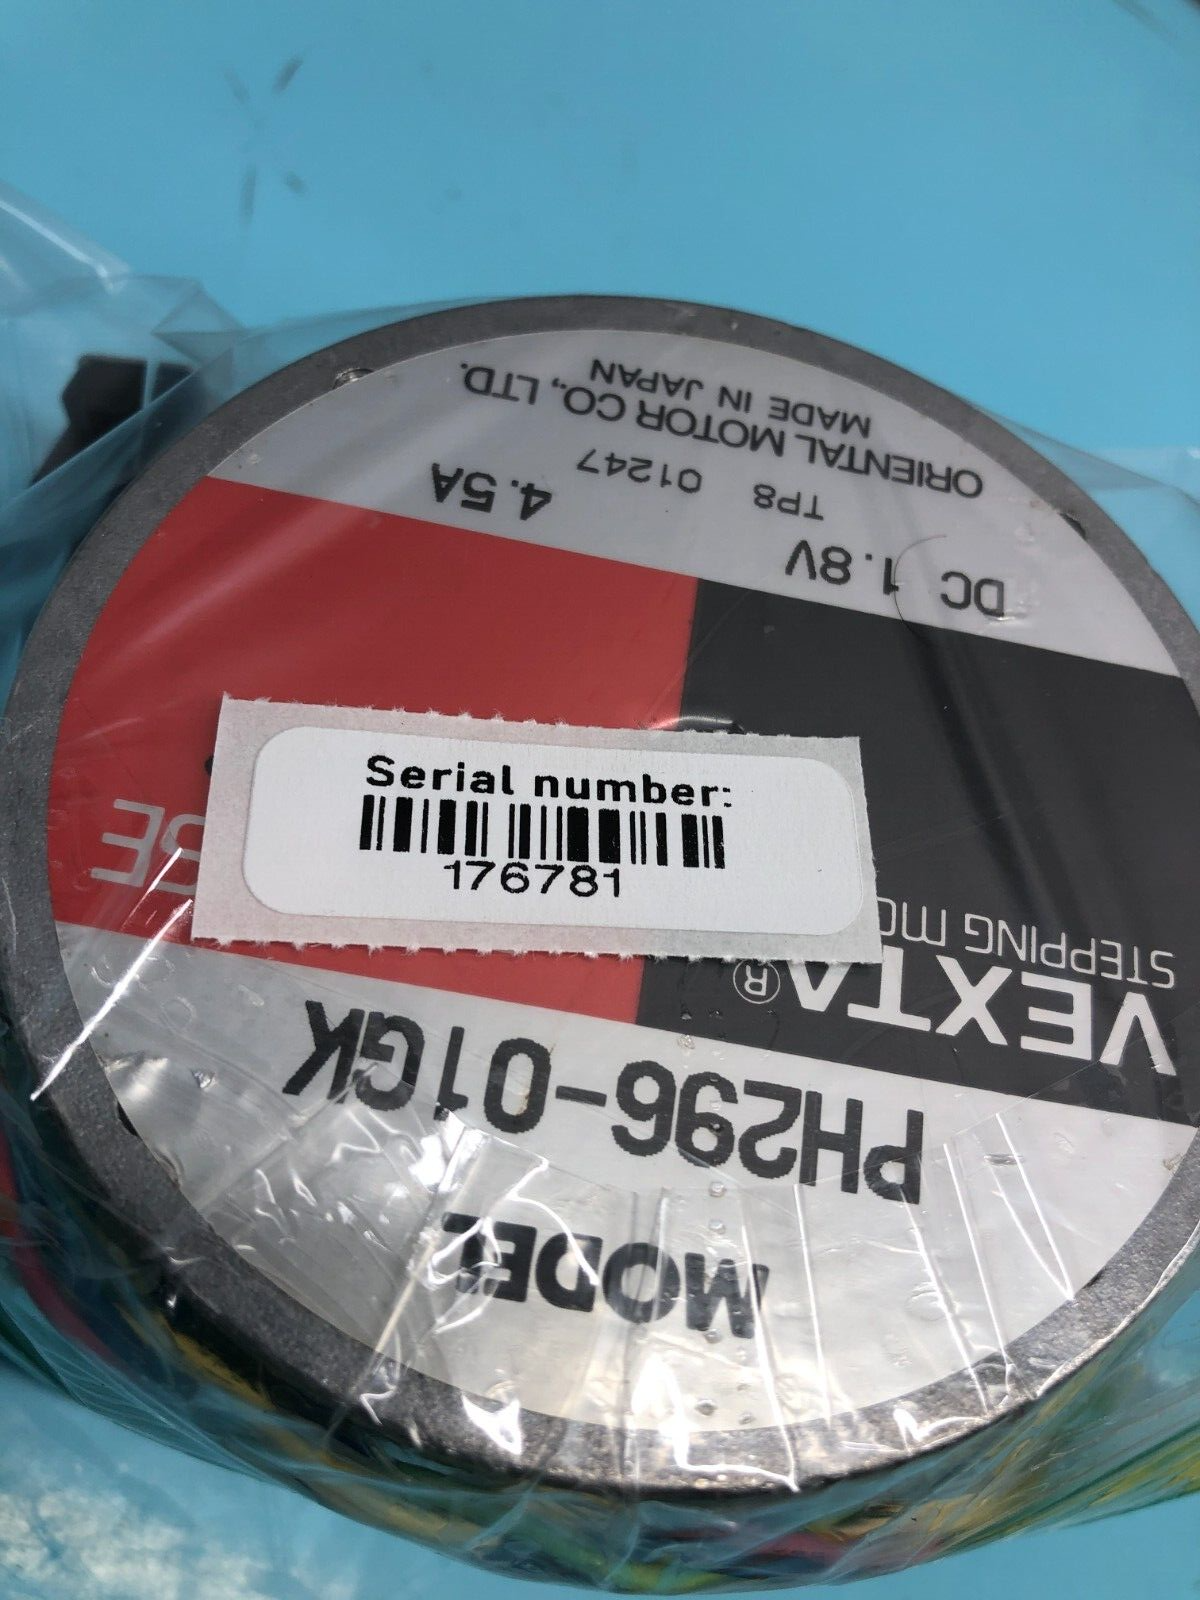 Serial number:
176781
MODEL
PH296-01GK
VEXTA®
STEPPING
DC 1.8V 4.5A
TP8 01247
ORIENTAL MOTOR CO., LTD.
MADE IN JAPAN